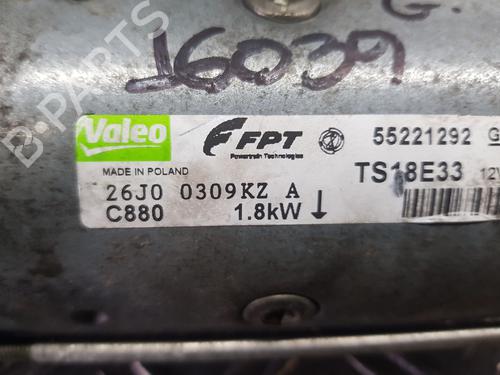 G.
16039
B-PARTS
Valeo
FPT
Powertrain Technologies
55221292 G
MADE IN POLAND
TS18E33 12V
26J0 0309KZ A
C880 1.8kW ↓